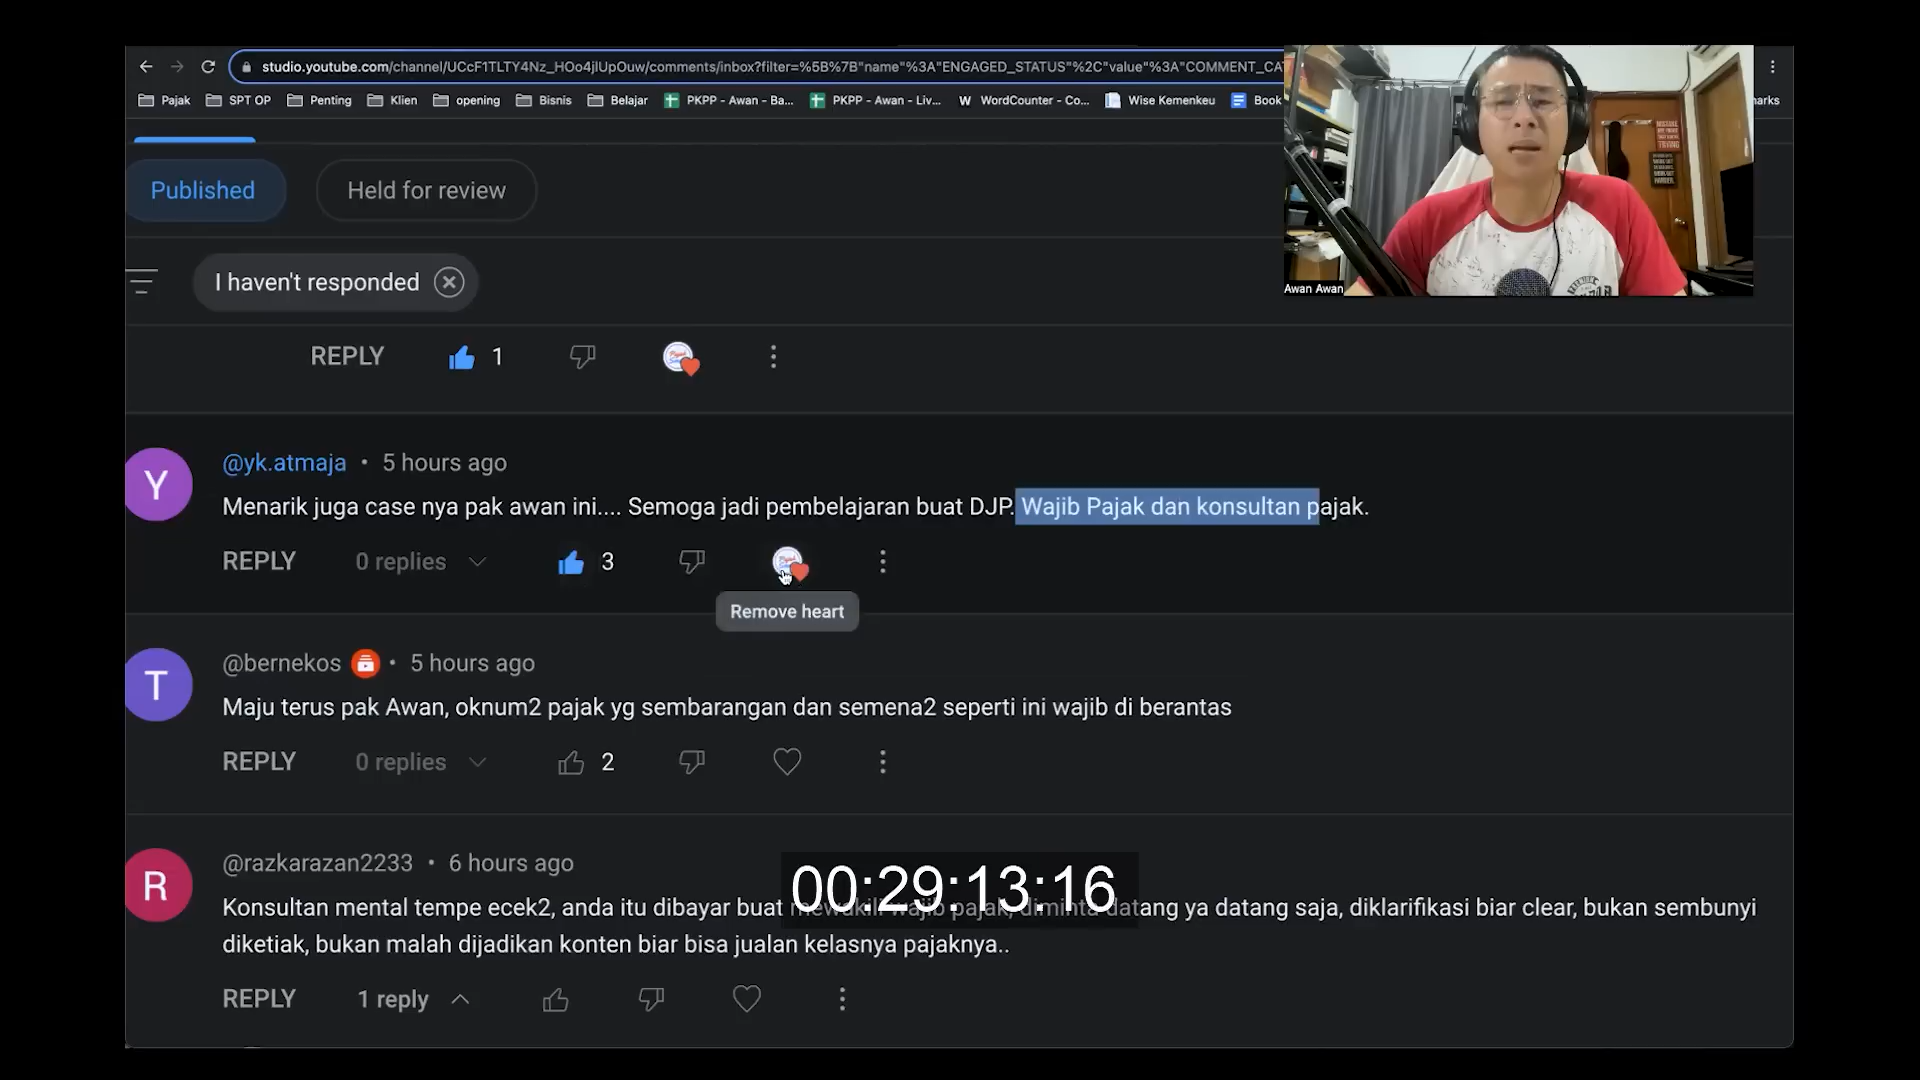 studio.youtube.com/channel/UCcF1TLTY4Nz_HOo4jlUpOuw/comments/inbox?filter=%5B%7B"name"%3A"ENGAGED_STATUS"%2C"value"%3A"COMMENT_CA
Pajak SPT OP Penting Klien opening Bisnis Belajar PKPP - Awan - Ba... PKPP - Awan - Liv... WordCounter - Co... Wise Kemenkeu Book
Awan Awan
Published Held for review
I haven't responded
REPLY 1
Y @yk.atmaja • 5 hours ago
Menarik juga case nya pak awan ini.... Semoga jadi pembelajaran buat DJP. Wajib Pajak dan konsultan pajak.
REPLY 0 replies 3
Remove heart
T @bernekos • 5 hours ago
Maju terus pak Awan, oknum2 pajak yg sembarangan dan semena2 seperti ini wajib di berantas
REPLY 0 replies 2
R @razkarazan2233 • 6 hours ago
00:29:13:16
Konsultan mental tempe ecek2, anda itu dibayar buat mewakili wajib pajak, diminta datang ya datang saja, diklarifikasi biar clear, bukan sembunyi
diketiak, bukan malah dijadikan konten biar bisa jualan kelasnya pajaknya..
REPLY 1 reply